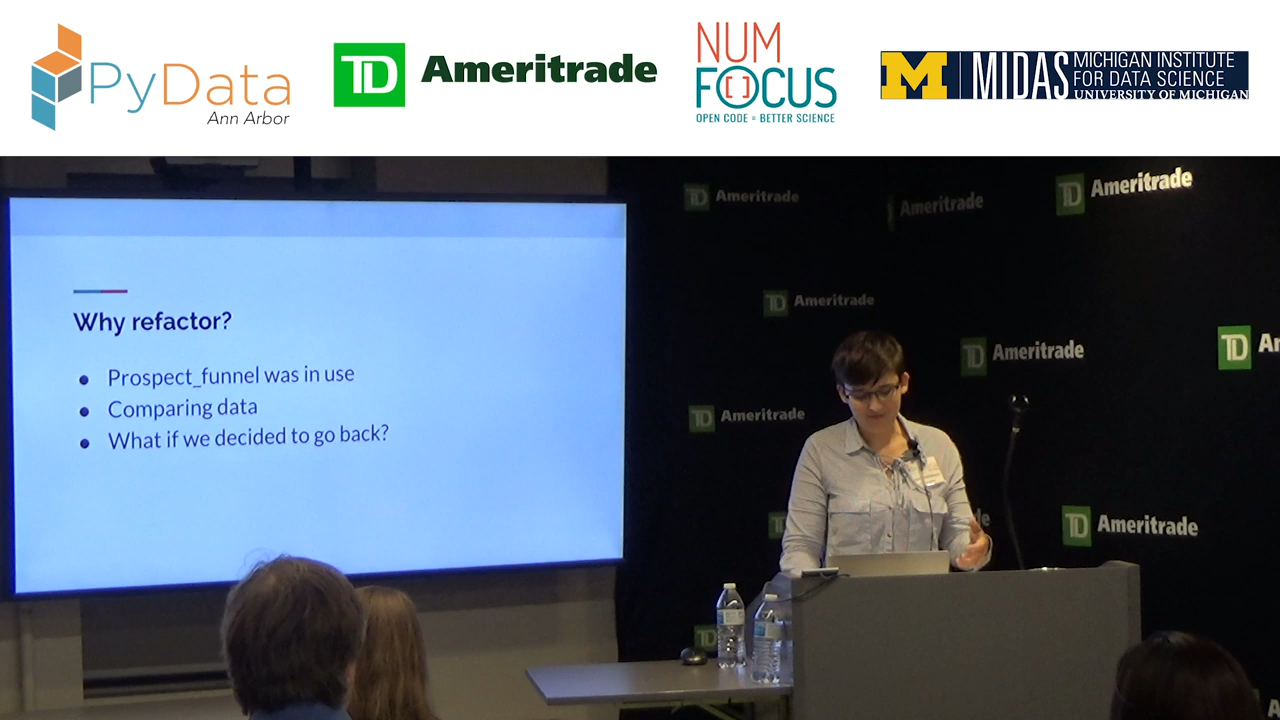 PyData
Ann Arbor
TD Ameritrade
NUM
FOCUS
OPEN CODE = BETTER SCIENCE
M MIDAS
MICHIGAN INSTITUTE
FOR DATA SCIENCE
UNIVERSITY OF MICHIGAN
Why refactor?
Prospect_funnel was in use
Comparing data
What if we decided to go back?
TD Ameritrade
Ameritrade
TD Ameritrade
TD Ameritrade
TD Ameritrade
TD Am
TD Ameritrade
TD Ameritrade
TD